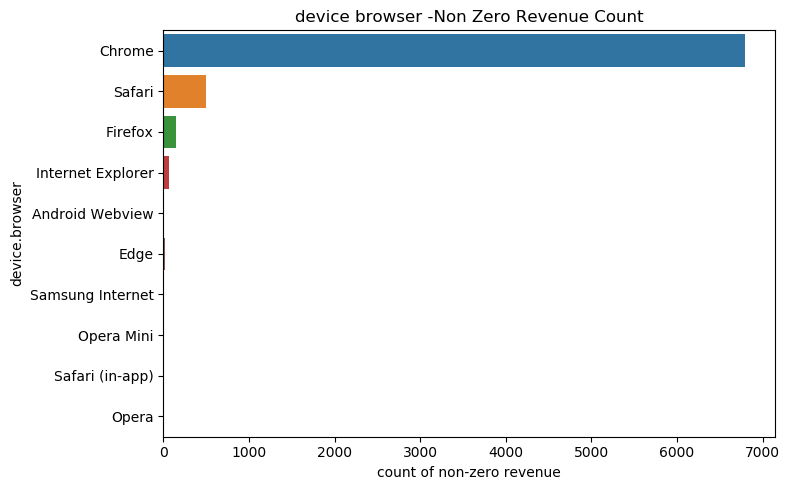 device browser -Non Zero Revenue Count
device.browser
Chrome
Safari
Firefox
Internet Explorer
Android Webview
Edge
Samsung Internet
Opera Mini
Safari (in-app)
Opera
0 1000 2000 3000 4000 5000 6000 7000
count of non-zero revenue